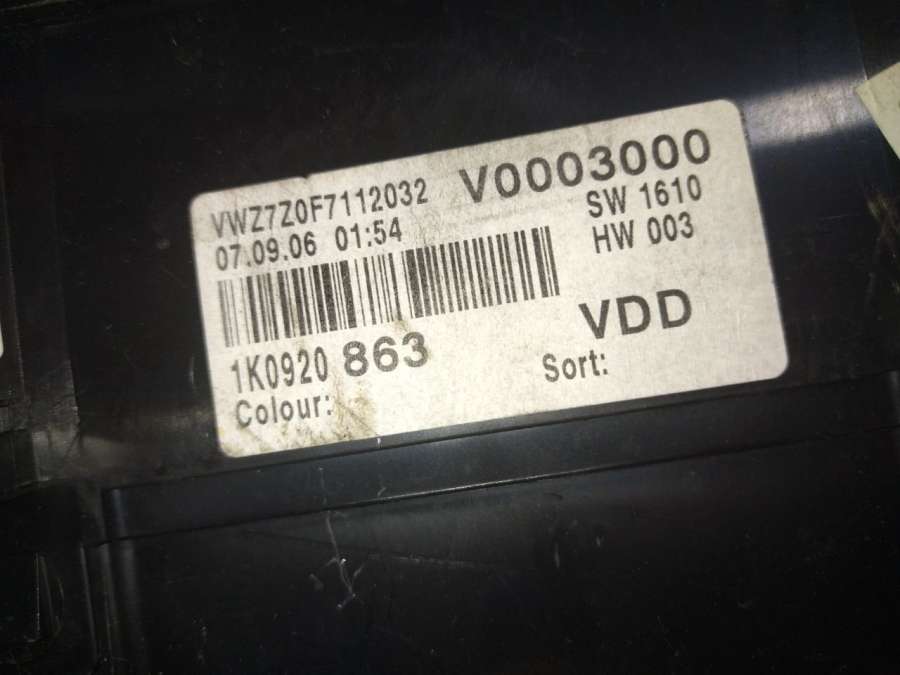 VWZ7Z0F7112032 V0003000
07.09.06 01:54 SW 1610
HW 003
1K0920 863 VDD
Colour: Sort: